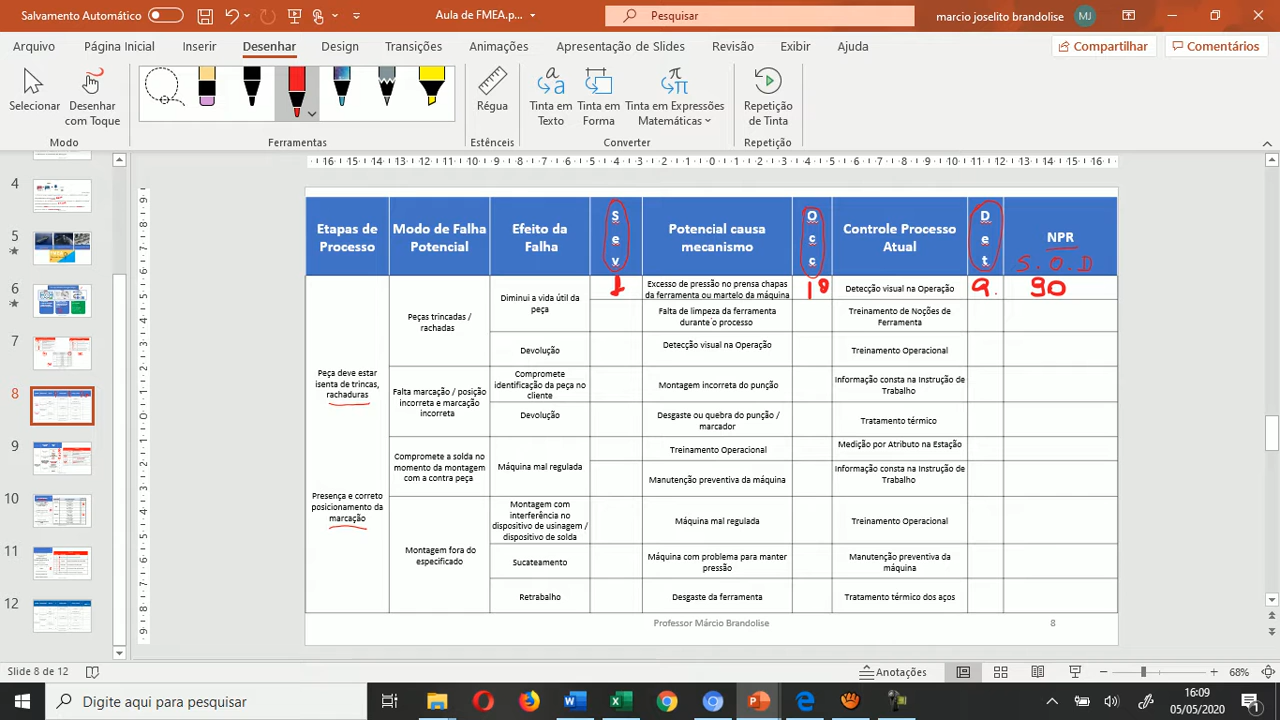 Salvamento Automático
Aula de FMEA.p...
Pesquisar
marcio joselito brandolise
MJ
Arquivo
Página Inicial
Inserir
Desenhar
Design
Transições
Animações
Apresentação de Slides
Revisão
Exibir
Ajuda
Compartilhar
Comentários
Selecionar
Desenhar
com Toque
Régua
Tinta em
Texto
Tinta em
Forma
Tinta em Expressões
Matemáticas
Repetição
de Tinta
Modo
Ferramentas
Estênceis
Converter
Repetição
4
5
6
7
8
9
10
11
12
Etapas de
Processo
Modo de Falha
Potencial
Efeito da
Falha
S
e
v
Potencial causa
mecanismo
O
c
c
Controle Processo
Atual
D
e
t
NPR
S.O.D
Peça deve estar
isenta de trincas,
rachaduras
Peças trincadas /
rachadas
Diminui a vida útil da
peça
Excesso de pressão no prensa chapas
da ferramenta ou martelo da máquina
Detecção visual na Operação
9.
90
Falta de limpeza da ferramenta
durante o processo
Treinamento de Noções de
Ferramenta
Devolução
Detecção visual na Operação
Treinamento Operacional
Falta marcação / posição
incorreta e marcação
incorreta
Compromete
identificação da peça no
cliente
Montagem incorreta do punção
Informação consta na Instrução de
Trabalho
Devolução
Desgaste ou quebra do punção /
marcador
Tratamento térmico
Presença e correto
posicionamento da
marcação
Compromete a solda no
momento da montagem
com a contra peça
Máquina mal regulada
Treinamento Operacional
Medição por Atributo na Estação
Manutenção preventiva da máquina
Informação consta na Instrução de
Trabalho
Montagem fora do
especificado
Montagem com
interferência no
dispositivo de usinagem /
dispositivo de solda
Máquina mal regulada
Treinamento Operacional
Sucateamento
Máquina com problema para manter
pressão
Manutenção preventiva da
máquina
Retrabalho
Desgaste da ferramenta
Tratamento térmico dos aços
Professor Márcio Brandolise
8
Slide 8 de 12
Anotações
68%
Digite aqui para pesquisar
16:09
05/05/2020